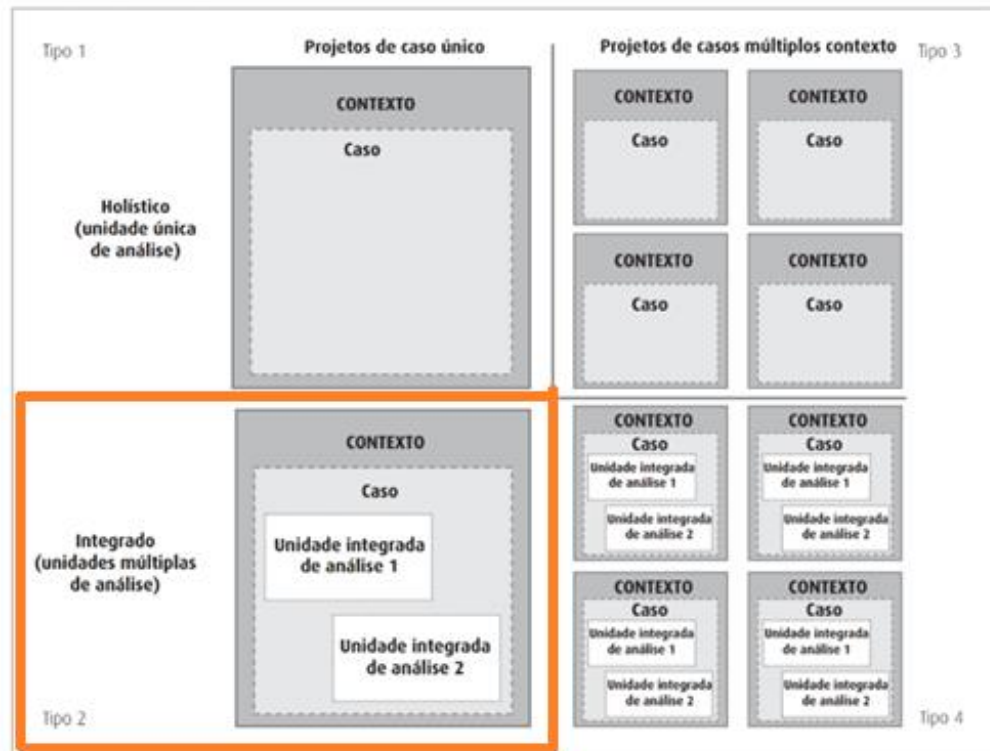 Tipo 1
Projetos de caso único
Projetos de casos múltiplos contexto
Tipo 3
CONTEXTO
Caso
CONTEXTO
Caso
CONTEXTO
Caso
Holístico
(unidade única
de análise)
CONTEXTO
Caso
CONTEXTO
Caso
CONTEXTO
Caso
Unidade integrada
de análise 1
Unidade integrada
de análise 2
CONTEXTO
Caso
Unidade integrada
de análise 1
Unidade integrada
de análise 2
CONTEXTO
Caso
Unidade integrada
de análise 1
Unidade integrada
de análise 2
Integrado
(unidades múltiplas
de análise)
CONTEXTO
Caso
Unidade integrada
de análise 1
Unidade integrada
de análise 2
CONTEXTO
Caso
Unidade integrada
de análise 1
Unidade integrada
de análise 2
Tipo 2
Tipo 4